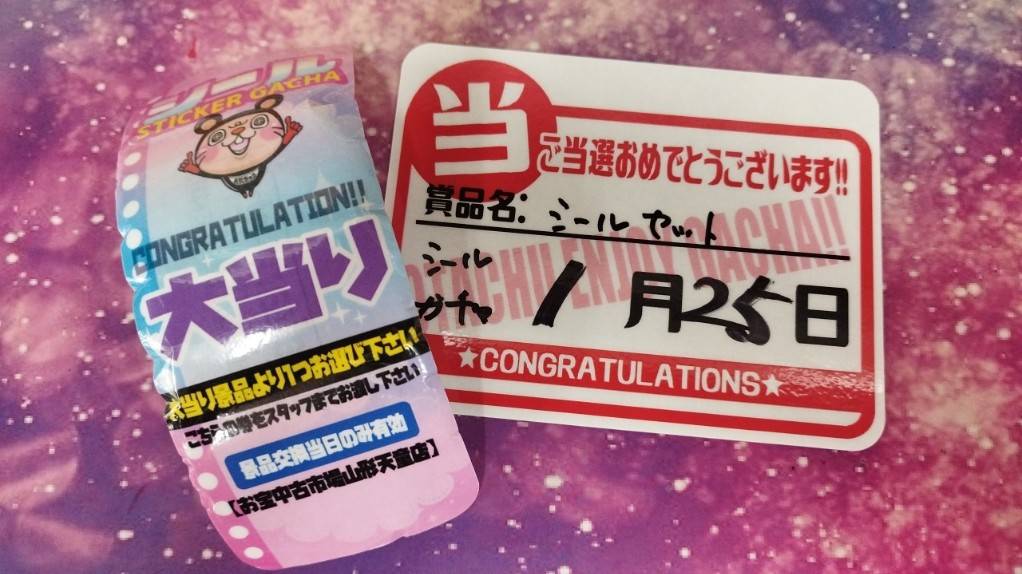 シール
STICKER GACHA
CONGRATULATION!!
大当り
大当り景品より1つお選び下さい
こちらの券をスタッフまでお渡し下さい
景品交換当日のみ有効
【お宝中古市場山形天童店】
当
ご当選おめでとうございます!!
賞品名: シールセット
シール
ガチャ
1月25日
ENJOY GACHA!!
★CONGRATULATIONS★